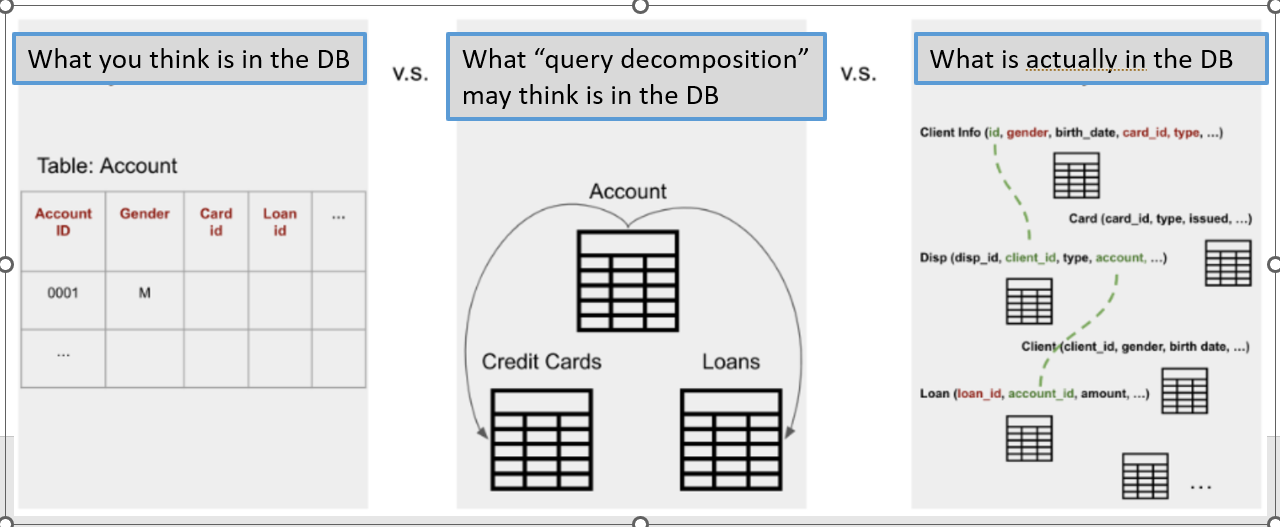 What you think is in the DB
v.s.
What “query decomposition”
may think is in the DB
v.s.
What is actually in the DB
Table: Account
Account ID
Gender
Card id
Loan id
...
0001
M
...
Account
Credit Cards
Loans
Client Info (id, gender, birth_date, card_id, type, ...)
Card (card_id, type, issued, ...)
Disp (disp_id, client_id, type, account, ...)
Client (client_id, gender, birth date, ...)
Loan (loan_id, account_id, amount, ...)
...